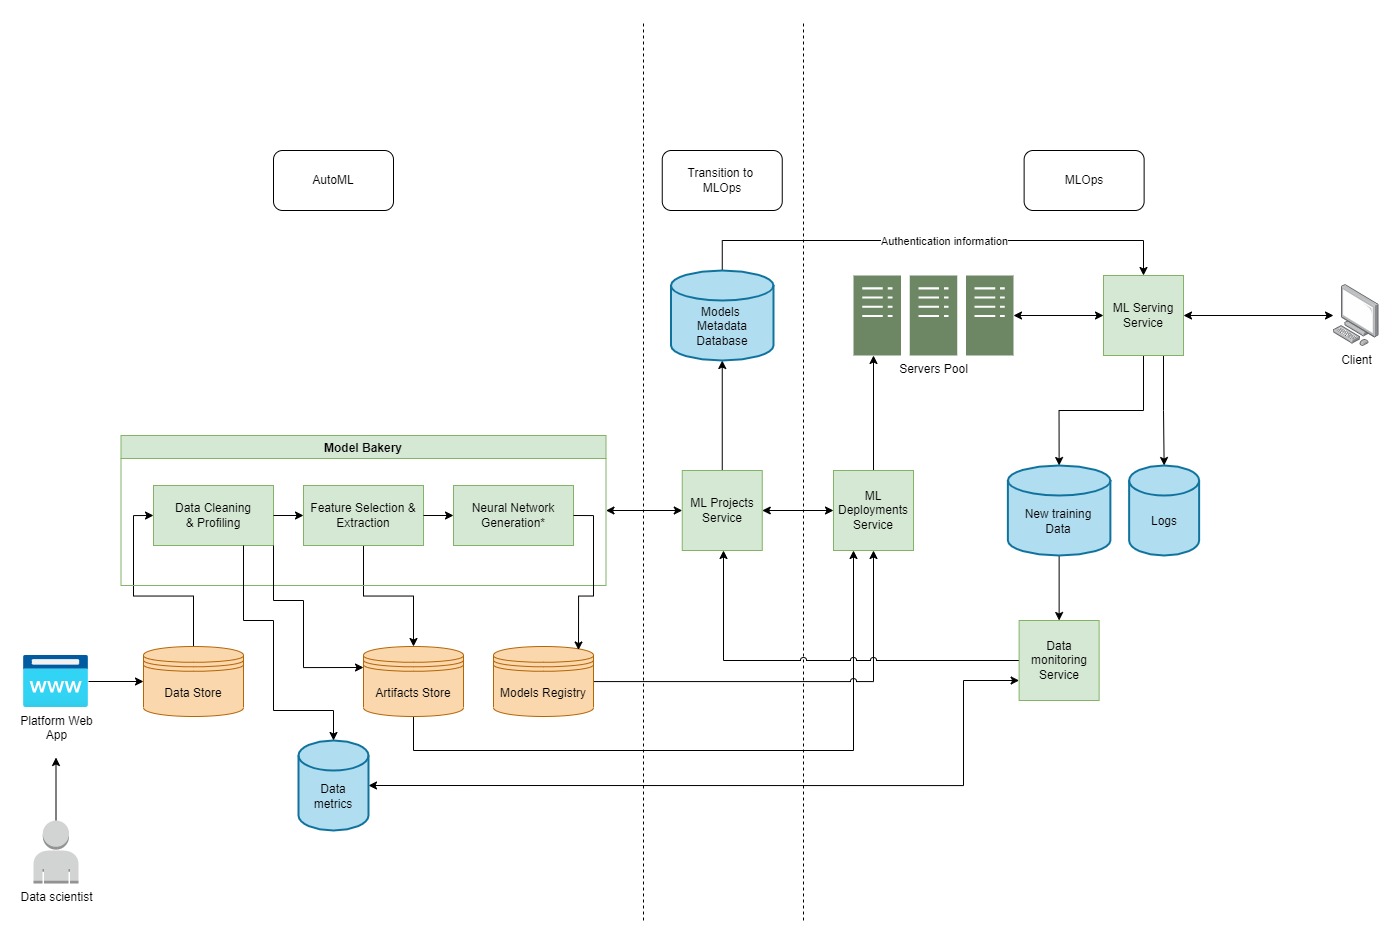 AutoML
Transition to
MLOps
MLOps
Authentication information
Models
Metadata
Database
Servers Pool
ML Serving
Service
Client
Model Bakery
Data Cleaning
& Profiling
Feature Selection &
Extraction
Neural Network
Generation*
ML Projects
Service
ML
Deployments
Service
New training
Data
Logs
Data
monitoring
Service
WWW
Platform Web
App
Data Store
Artifacts Store
Models Registry
Data
metrics
Data scientist